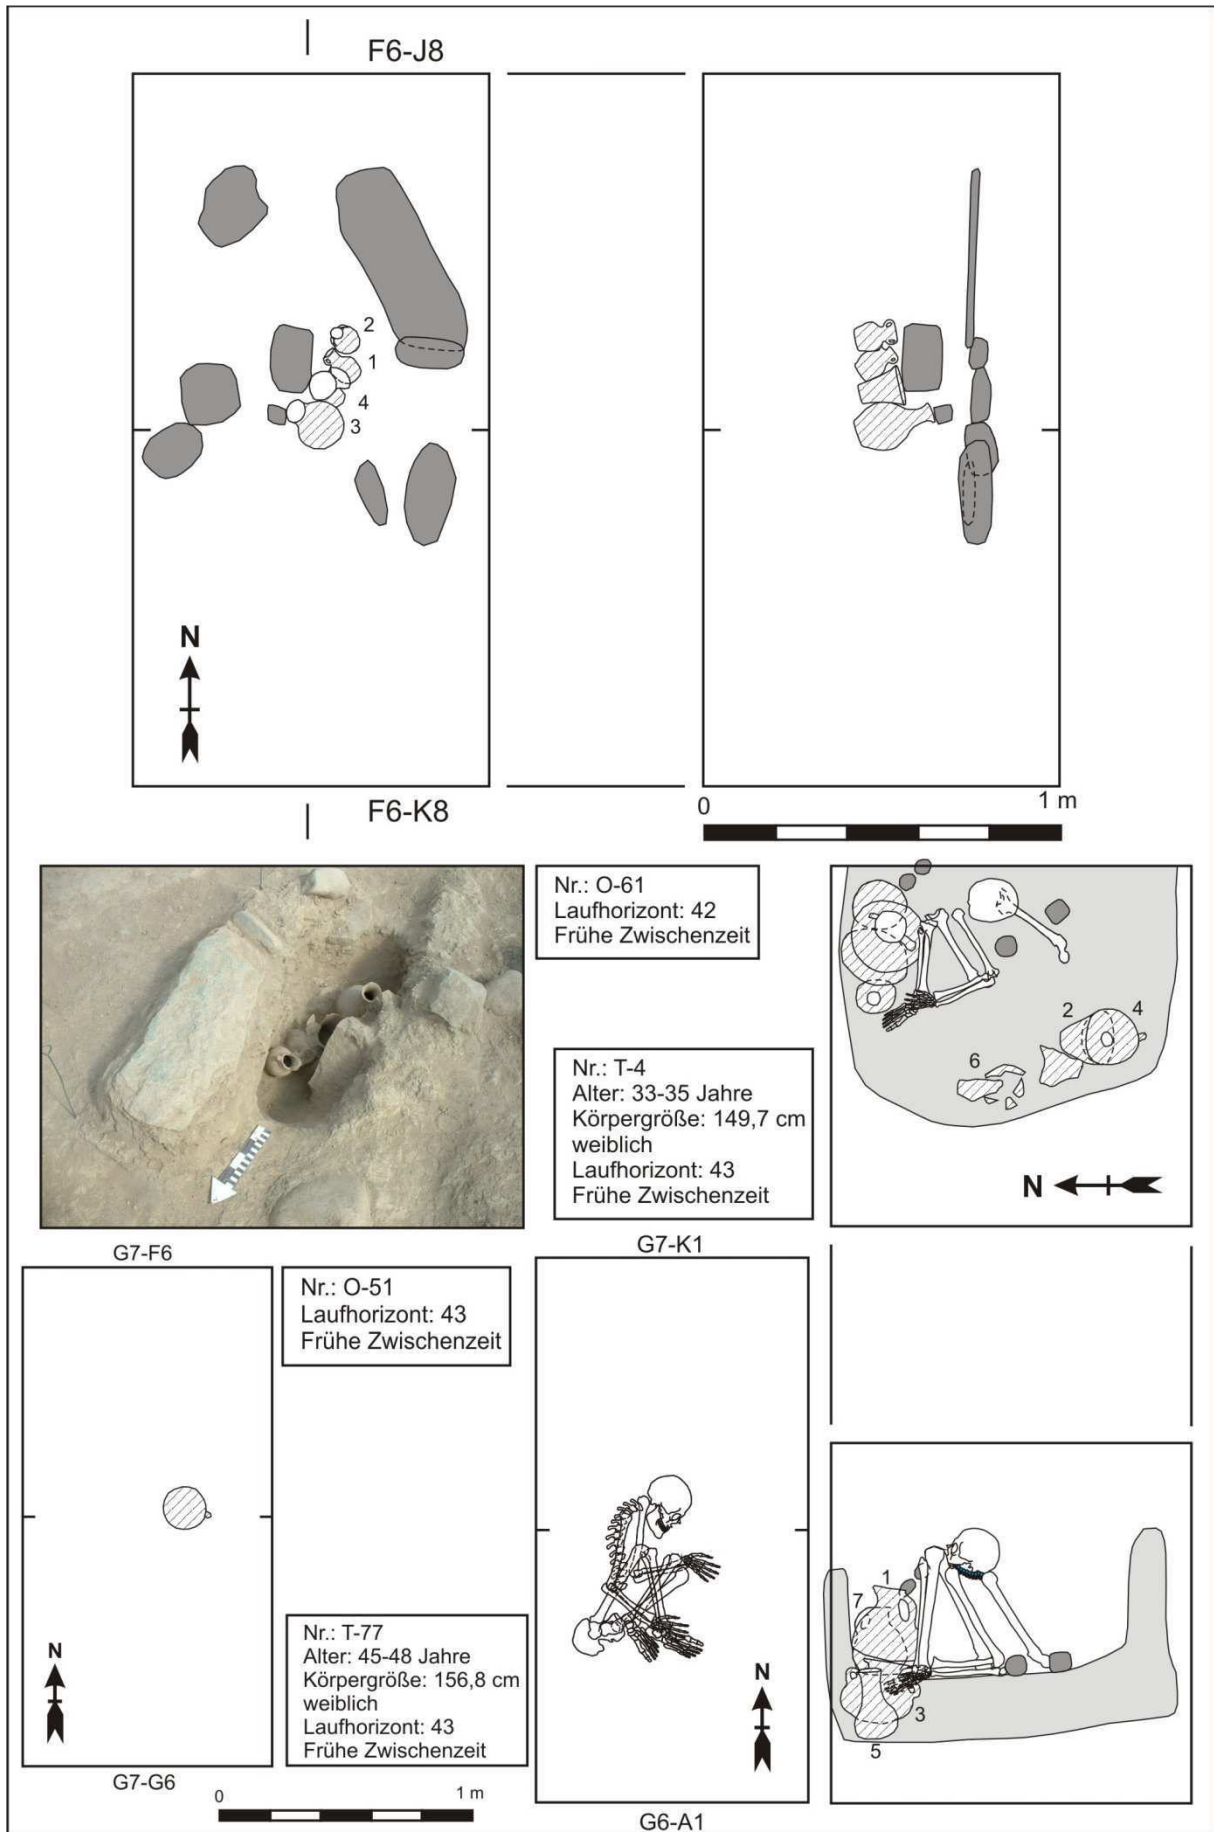 F6-J8
2
1
4
3
N
F6-K8
0 1 m
Nr.: O-61
Laufhorizont: 42
Frühe Zwischenzeit
Nr.: T-4
Alter: 33-35 Jahre
Körpergröße: 149,7 cm
weiblich
Laufhorizont: 43
Frühe Zwischenzeit
2 4
6
N
G7-F6
Nr.: O-51
Laufhorizont: 43
Frühe Zwischenzeit
N
G7-G6
Nr.: T-77
Alter: 45-48 Jahre
Körpergröße: 156,8 cm
weiblich
Laufhorizont: 43
Frühe Zwischenzeit
0 1 m
G7-K1
N
G6-A1
1
7
3
5